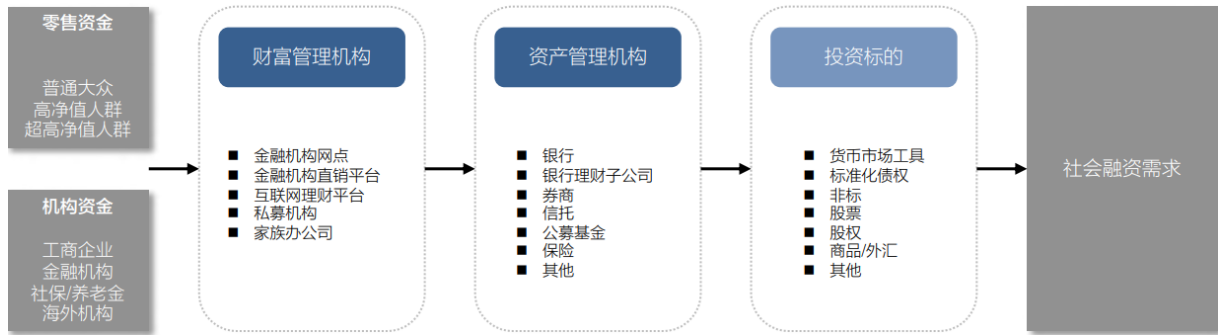 零售资金
普通大众
高净值人群
超高净值人群
机构资金
工商企业
金融机构
社保/养老金
海外机构
财富管理机构
■ 金融机构网点
■ 金融机构直销平台
■ 互联网理财平台
■ 私募机构
■ 家族办公司
资产管理机构
■ 银行
■ 银行理财子公司
■ 券商
■ 信托
■ 公募基金
■ 保险
■ 其他
投资标的
■ 货币市场工具
■ 标准化债权
■ 非标
■ 股票
■ 股权
■ 商品/外汇
■ 其他
社会融资需求